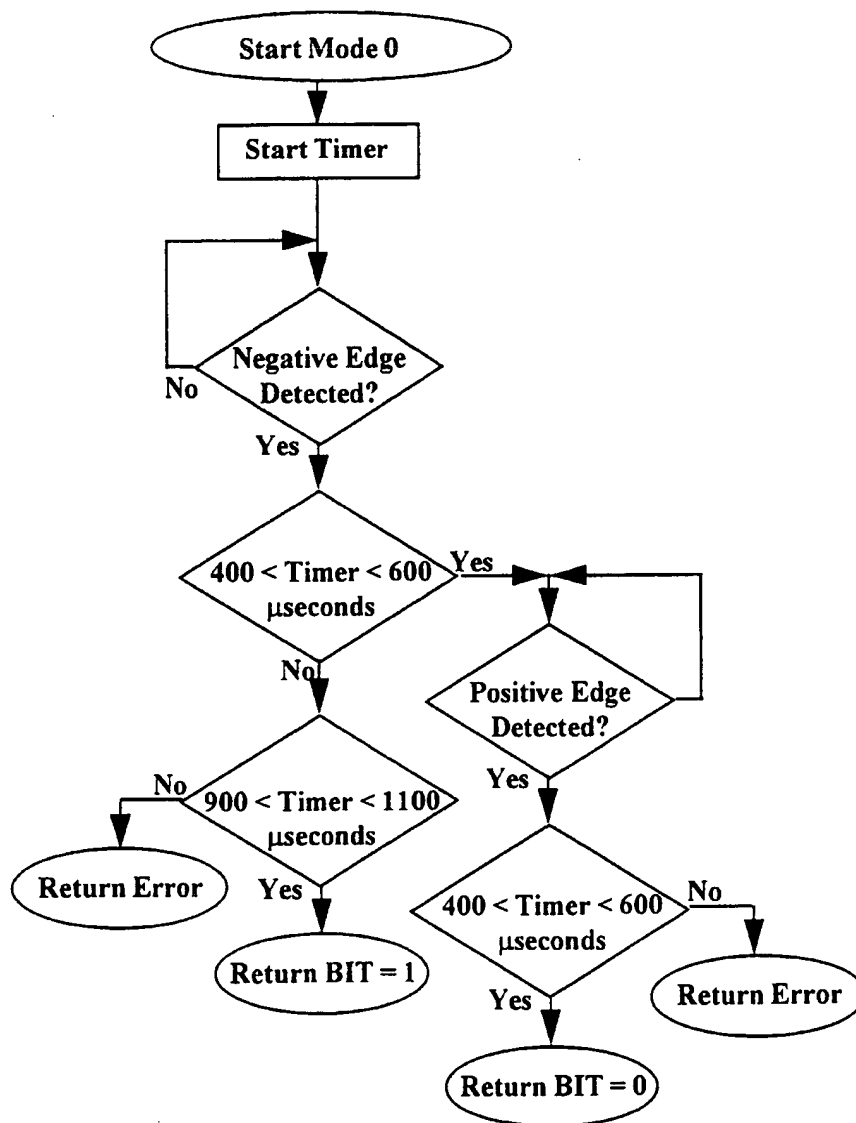 Start Mode 0
Start Timer
Negative Edge
Detected?
No
Yes
400 < Timer < 600
μseconds
Yes
No
Positive Edge
Detected?
Yes
No
900 < Timer < 1100
μseconds
Return Error
Yes
Return BIT = 1
400 < Timer < 600
μseconds
No
Yes
Return Error
Return BIT = 0